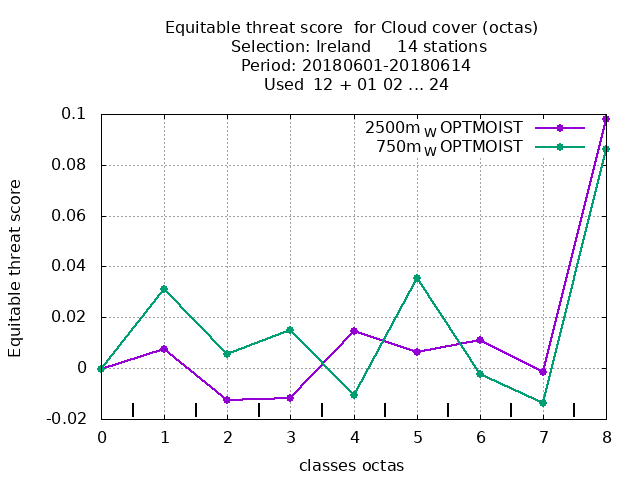 Equitable threat score  for Cloud cover (octas)
Selection: Ireland     14 stations
Period: 20180601-20180614
Used  12 + 01 02 ... 24
2500m W OPTMOIST
750m W OPTMOIST
0.1
0.08
0.06
0.04
0.02
0
-0.02
Equitable threat score
0 1 2 3 4 5 6 7 8
classes octas